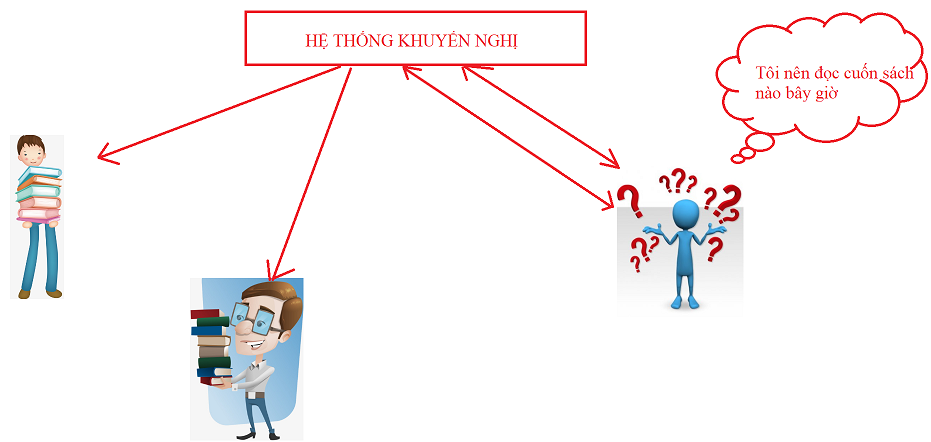 HỆ THỐNG KHUYẾN NGHỊ
Tôi nên đọc cuốn sách
nào bây giờ
? ??? ??? ? ??? ?